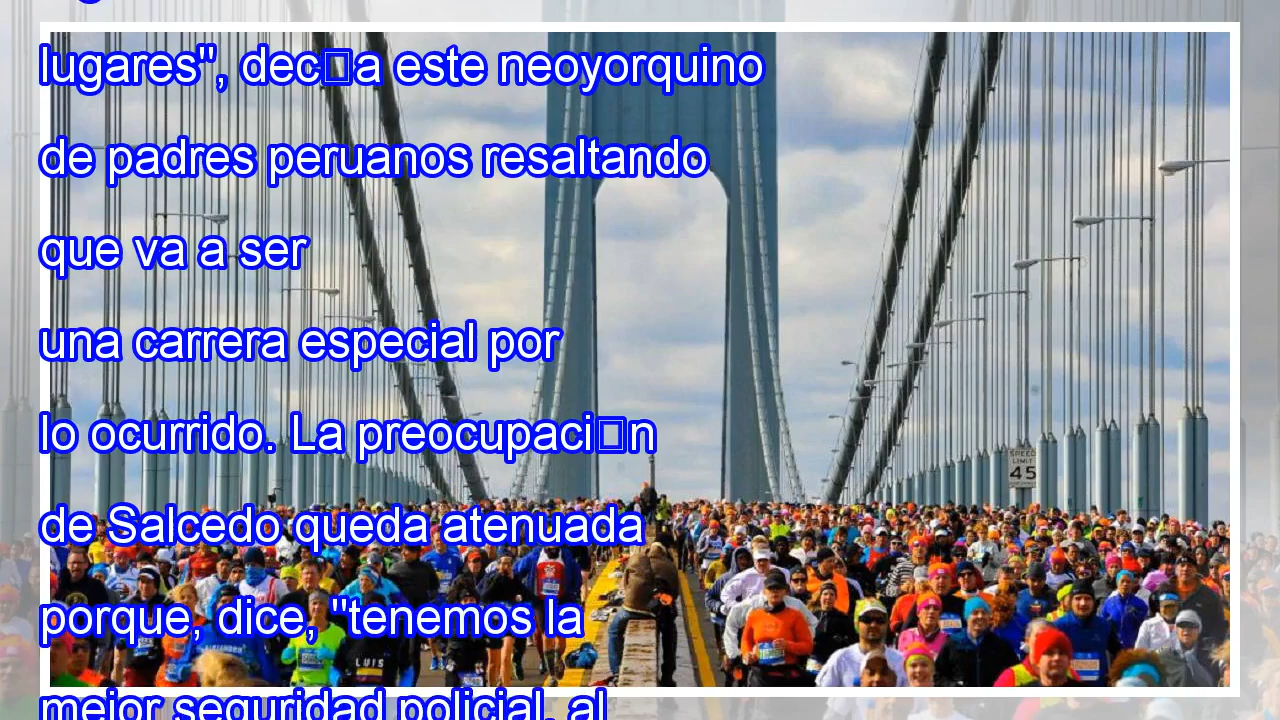 lugares", dec□a este neoyorquino
de padres peruanos resaltando
que va a ser
una carrera especial por
lo ocurrido. La preocupaci□n
de Salcedo queda atenuada
porque, dice, "tenemos la
mejor seguridad policial, al
SPEED
LIMIT
45
LUIS